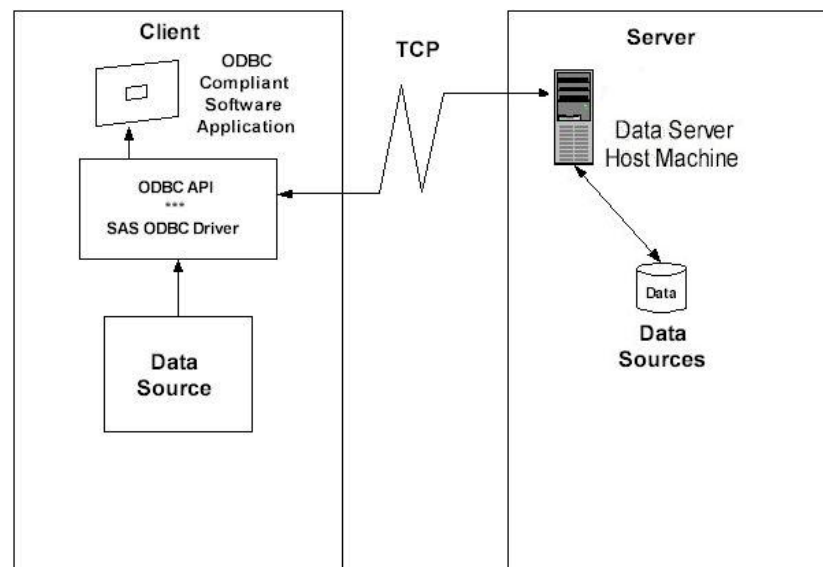 Client
ODBC
Compliant
Software
Application
ODBC API
***
SAS ODBC Driver
Data
Source
TCP
Server
Data Server
Host Machine
Data
Data
Sources